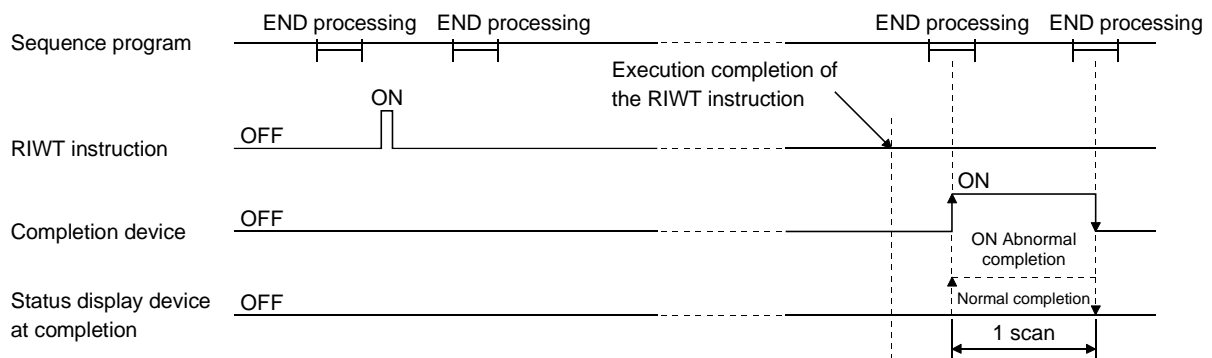 END processing END processing END processing END processing
Sequence program
Execution completion of
the RIWT instruction
ON
OFF
RIWT instruction
ON
OFF
Completion device
ON Abnormal
completion
Status display device
at completion
OFF
Normal completion
1 scan